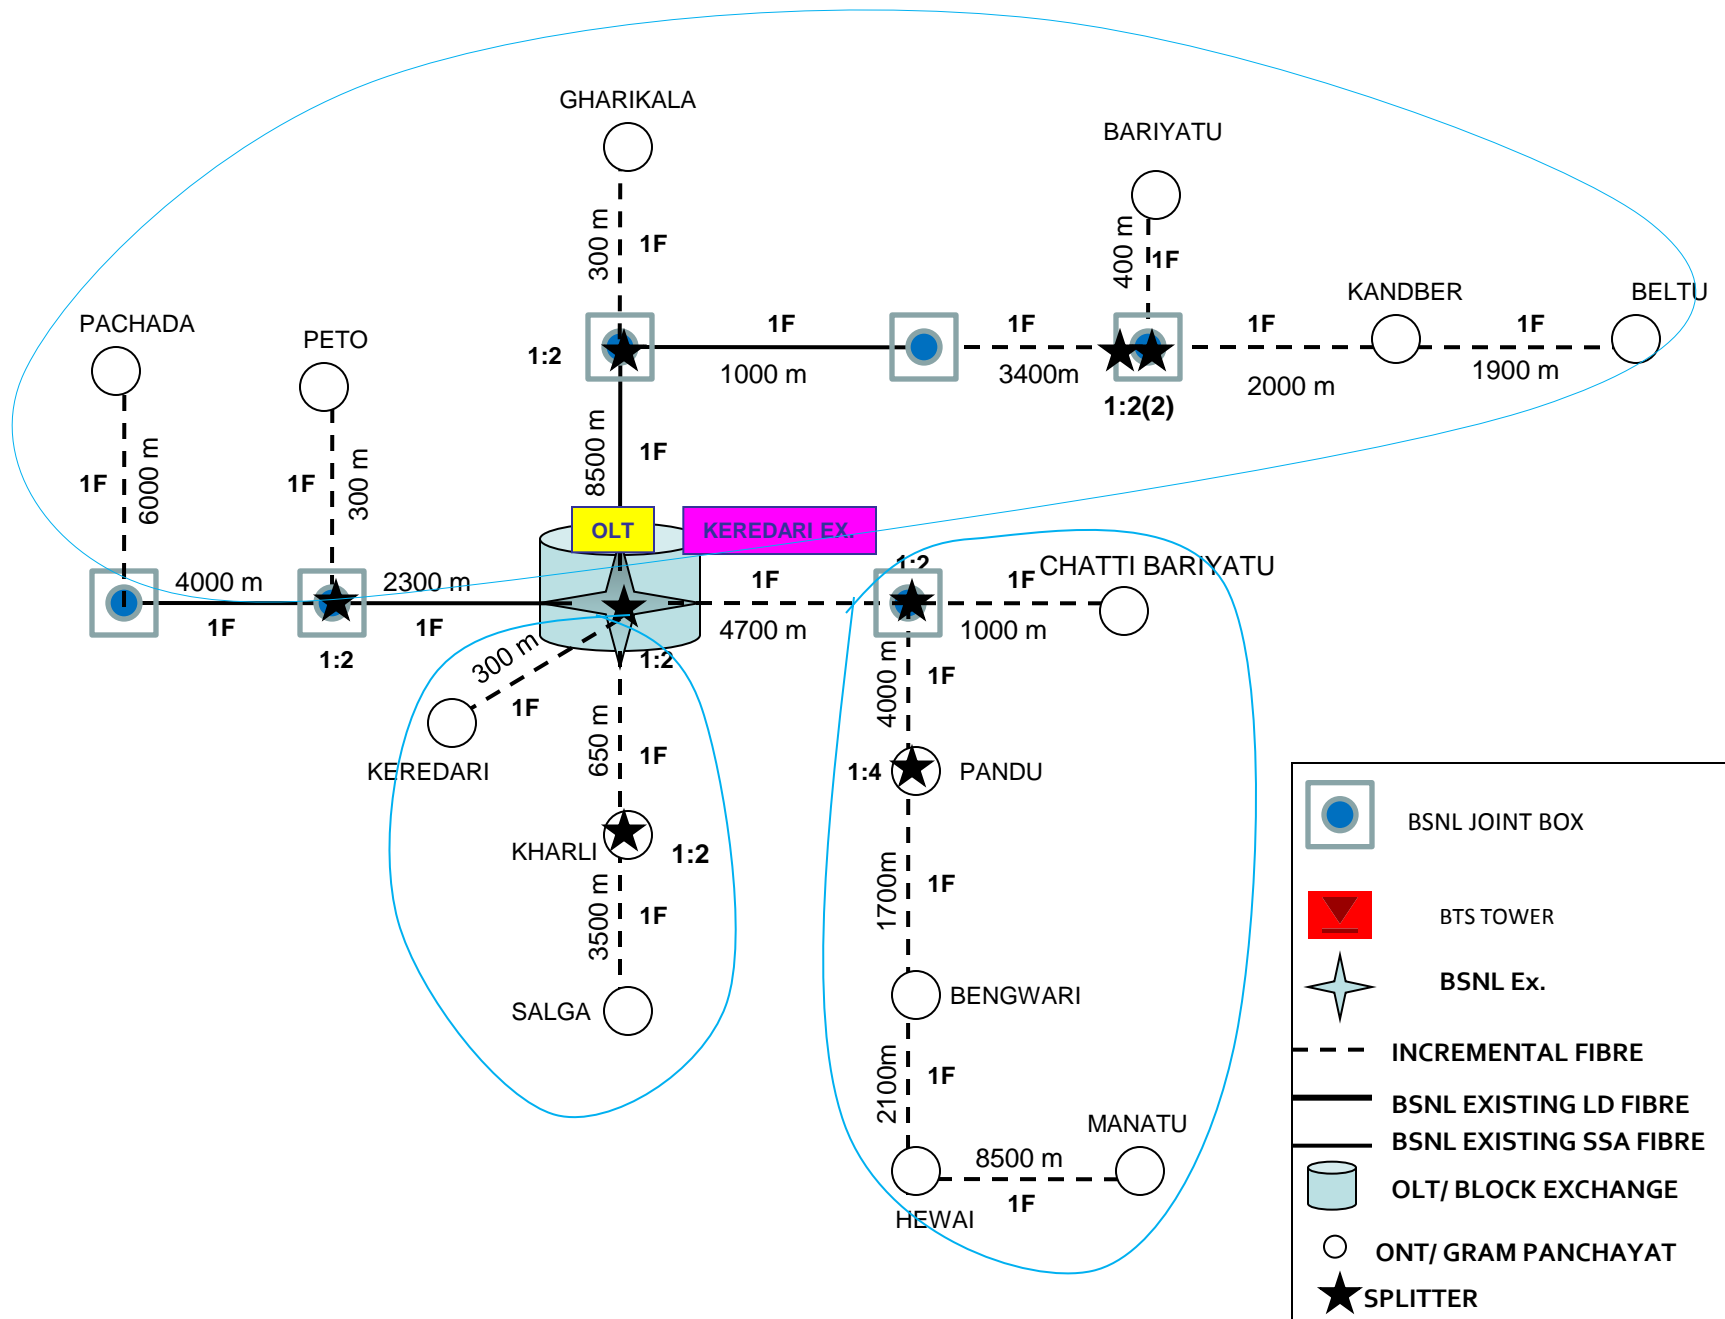 GHARIKALA
BARIYATU
300 m
1F
400 m
1F
KANDBER
BELTU
PACHADA
PETO
1:2
1F
1000 m
1F
3400m
1:2(2)
1F
2000 m
1F
1900 m
1F
6000 m
1F
300 m
8500 m
1F
OLT
KEREDARI EX.
4000 m
1F
2300 m
1F
1:2
1F
4700 m
1:2
1F
1000 m
CHATTI BARIYATU
300 m
1F
1:2
KEREDARI
650 m
1F
KHARLI
1:2
3500 m
1F
SALGA
4000 m
1F
1:4
PANDU
1700m
1F
BENGWARI
2100m
1F
MANATU
8500 m
1F
HEWAI
BSNL JOINT BOX
BTS TOWER
BSNL Ex.
INCREMENTAL FIBRE
BSNL EXISTING LD FIBRE
BSNL EXISTING SSA FIBRE
OLT/ BLOCK EXCHANGE
ONT/ GRAM PANCHAYAT
SPLITTER